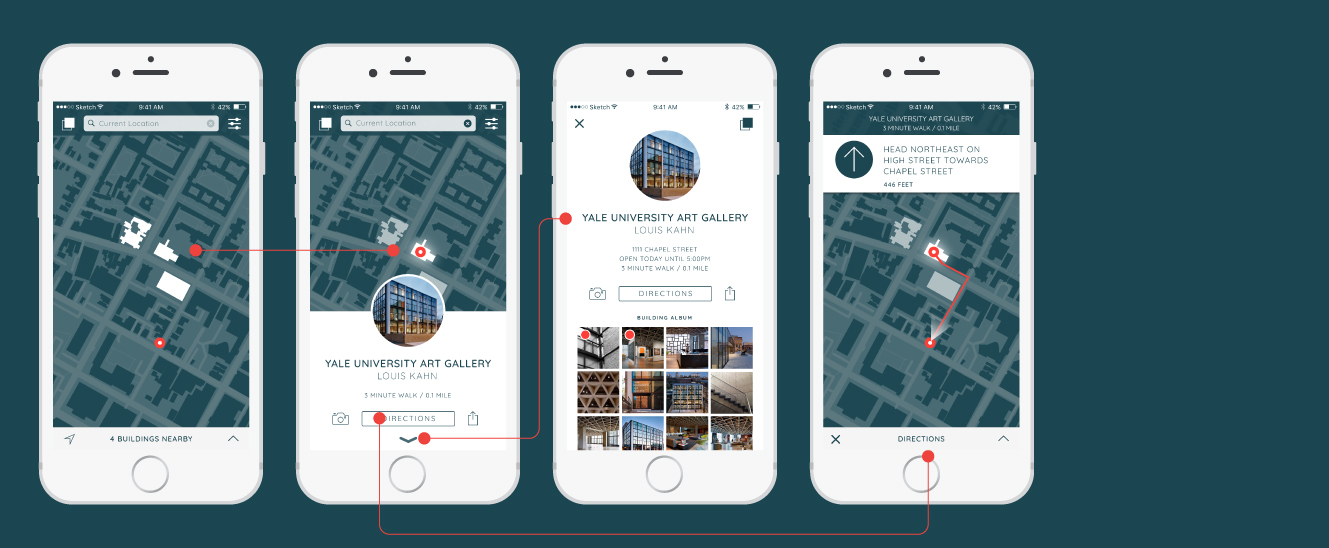 Sketch
9:41 AM
42%
Current Location
4 BUILDINGS NEARBY
Sketch
9:41 AM
42%
Current Location
YALE UNIVERSITY ART GALLERY
LOUIS KAHN
3 MINUTE WALK / 0.1 MILE
DIRECTIONS
Sketch
9:41 AM
42%
YALE UNIVERSITY ART GALLERY
LOUIS KAHN
1111 CHAPEL STREET
OPEN TODAY UNTIL 5:00PM
3 MINUTE WALK / 0.1 MILE
DIRECTIONS
BUILDING ALBUM
Sketch
9:41 AM
42%
YALE UNIVERSITY ART GALLERY
3 MINUTE WALK / 0.1 MILE
HEAD NORTHEAST ON
HIGH STREET TOWARDS
CHAPEL STREET
446 FEET
DIRECTIONS